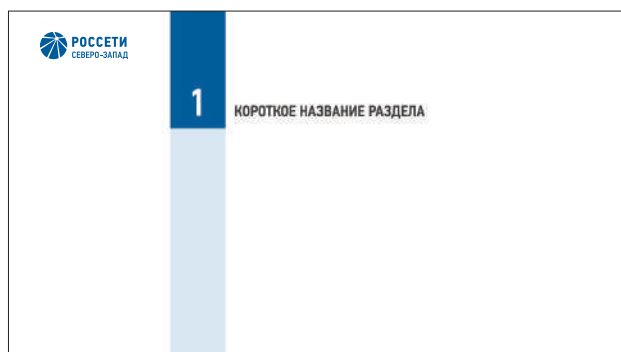 РОССЕТИ
СЕВЕРО-ЗАПАД
1
КОРОТКОЕ НАЗВАНИЕ РАЗДЕЛА